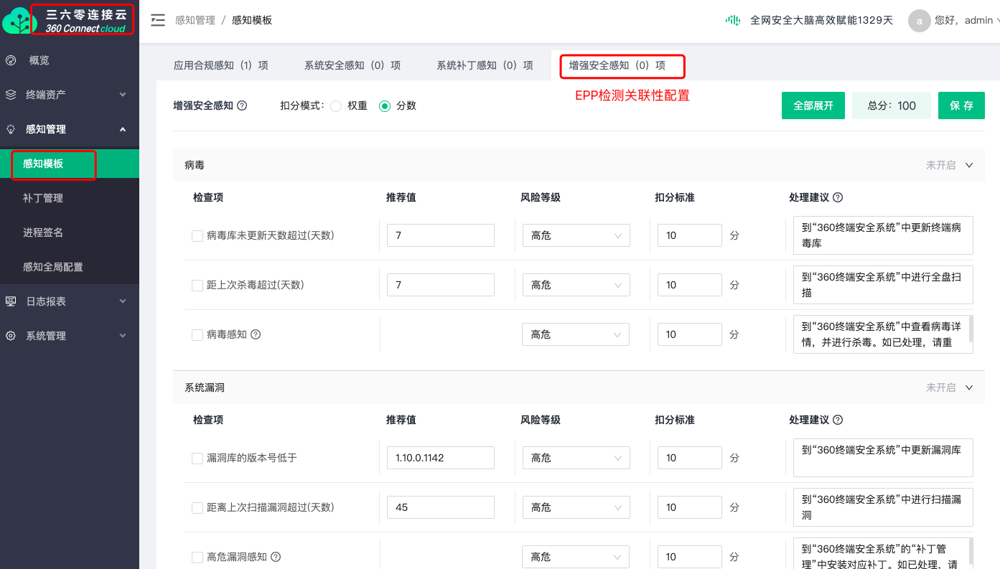 三六零连接云
360 Connect cloud
感知管理 / 感知模板
全网安全大脑高效赋能1329天
a
您好，admin
概览
终端资产
感知管理
感知模板
补丁管理
进程签名
感知全局配置
日志报表
系统管理
应用合规感知（1）项
系统安全感知（0）项
系统补丁感知（0）项
增强安全感知（0）项
EPP检测关联性配置
增强安全感知 ?
扣分模式： 权重 分数
全部展开
总分： 100
保 存
病毒
未开启
检查项 推荐值 风险等级 扣分标准 处理建议 ?
病毒库未更新天数超过(天数) 7 高危 10 分
到“360终端安全系统”中更新终端病
毒库
距上次杀毒超过(天数) 7 高危 10 分
到“360终端安全系统”中进行全盘扫
描
病毒感知 ? 高危 10 分
到“360终端安全系统”中查看病毒详
情，并进行杀毒。如已处理，请重
系统漏洞
未开启
检查项 推荐值 风险等级 扣分标准 处理建议 ?
漏洞库的版本号低于 1.10.0.1142 高危 10 分
到“360终端安全系统”中更新漏洞库
距离上次扫描漏洞超过(天数) 45 高危 10 分
到“360终端安全系统”中进行扫描漏
洞
高危漏洞感知 ? 高危 10 分
到“360终端安全系统”的“补丁管
理”中安装对应补丁。如已处理，请